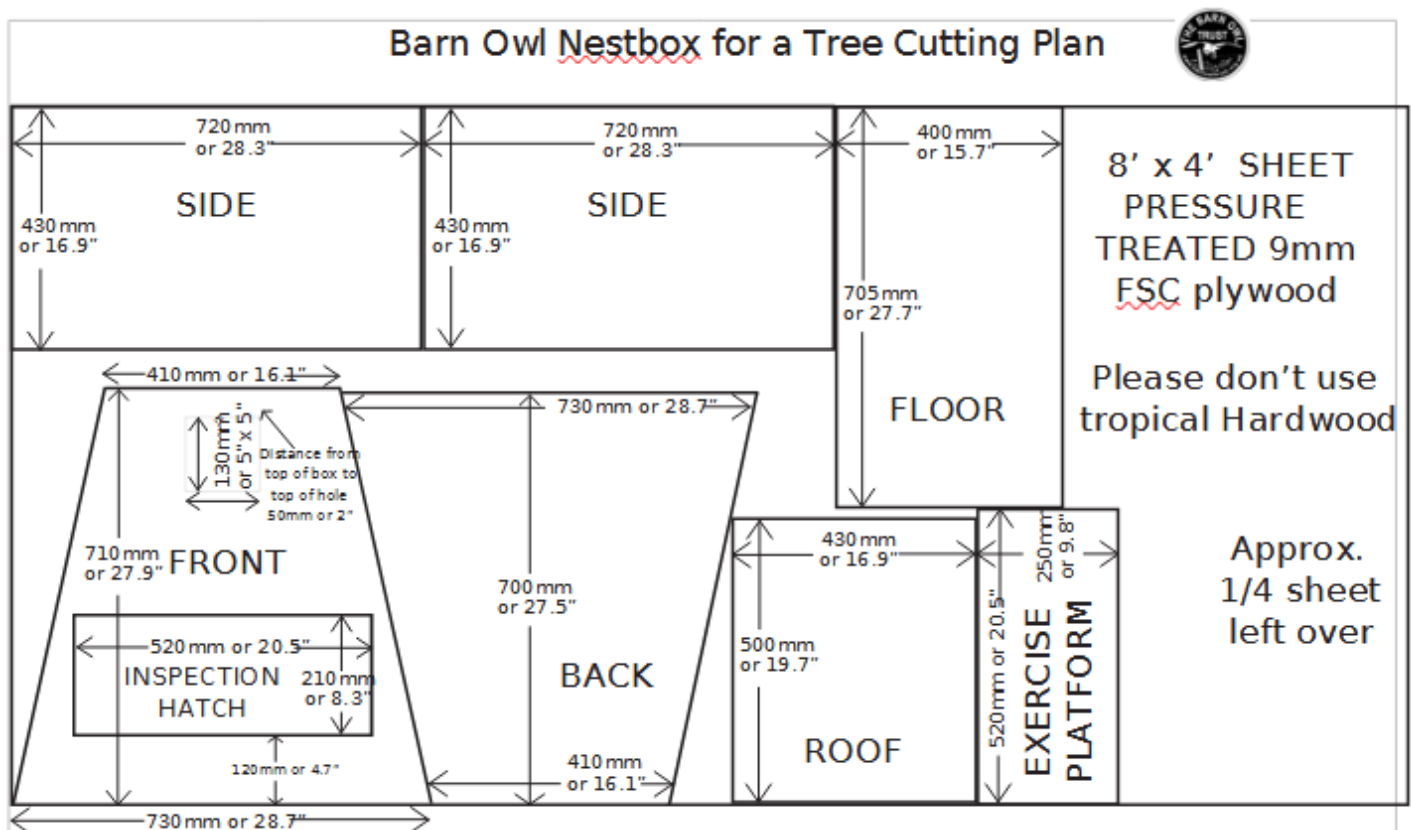 Barn Owl Nestbox for a Tree Cutting Plan
THE BARN OWL
TRUST
720mm
or 28.3"
SIDE
430mm
or 16.9"
720mm
or 28.3"
SIDE
430mm
or 16.9"
400mm
or 15.7"
705mm
or 27.7"
FLOOR
8’ x 4’ SHEET
PRESSURE
TREATED 9mm
FSC plywood
Please don’t use
tropical Hardwood
Approx.
1/4 sheet
left over
410mm or 16.1"
130mm
or 5"x 5"
Distance from
top of box to
top of hole
50mm or 2"
710mm
or 27.9"
FRONT
520mm or 20.5"
INSPECTION
HATCH
210mm
or 8.3"
120mm or 4.7"
730mm or 28.7"
730mm or 28.7"
700mm
or 27.5"
BACK
410mm
or 16.1"
430mm
or 16.9"
500mm
or 19.7"
ROOF
250mm
or 9.8"
520mm or 20.5"
EXERCISE
PLATFORM